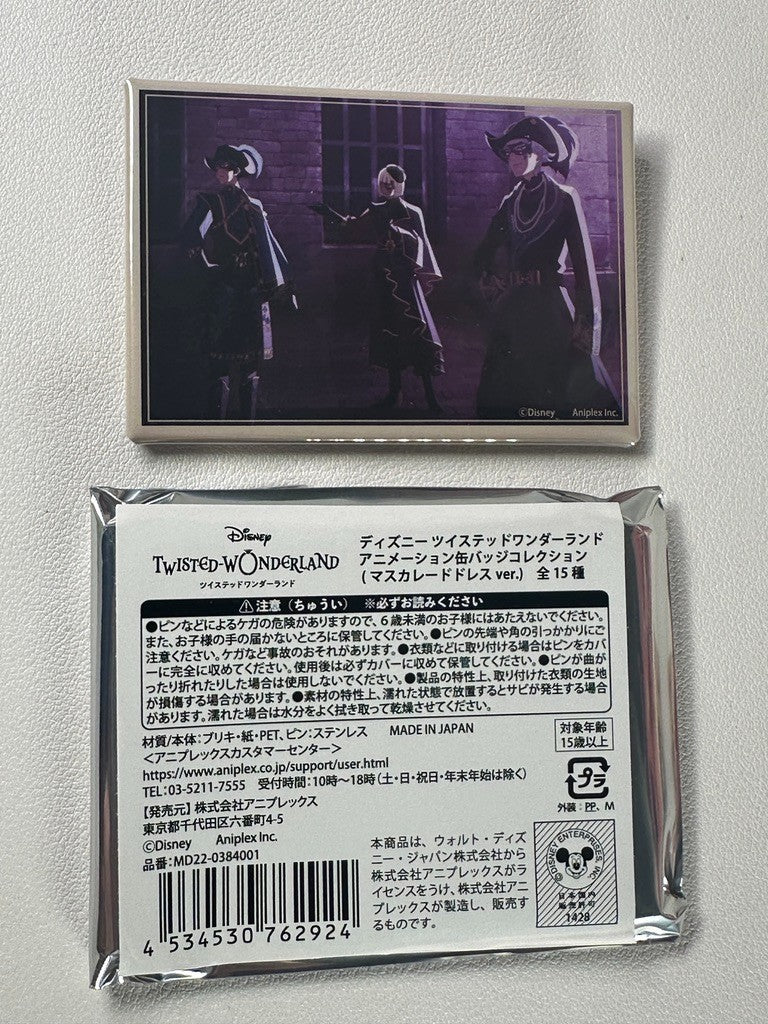 ©Disney Aniplex Inc.
Disney
TWISTED-WONDERLAND
ツイステッドワンダーランド
ディズニー ツイステッドワンダーランド
アニメーション缶バッジコレクション
(マスカレードドレス ver.) 全15種
⚠注意(ちゅうい) ※必ずお読みください
●ピンなどによるケガの危険がありますので、6歳未満のお子様にはあたえないでください。
また、お子様の手の届かないところに保管してください。●ピンの先端や角の引っかかりにご
注意ください。ケガなど事故のおそれがあります。●衣類などに取り付ける場合はピンをカバ
ーに完全に収めてください。使用後は必ずカバーに収めて保管してください。●ピンが曲が
ったり折れたりした場合は使用しないでください。●製品の特性上、取り付けた衣類の生地
が損傷する場合があります。●素材の特性上、濡れた状態で放置するとサビが発生する場合
があります。濡れた場合は水分をよく拭き取って乾燥させてください。
材質/本体:ブリキ・紙・PET、ピン:ステンレス MADE IN JAPAN
<アニプレックスカスタマーセンター>
https://www.aniplex.co.jp/support/user.html
TEL:03-5211-7555 受付時間:10時~18時(土・日・祝日・年末年始は除く)
【発売元】株式会社アニプレックス
東京都千代田区六番町4-5
©Disney Aniplex Inc.
品番:MD22-0384001
4 534530 762924
対象年齢
15歳以上
プラ
外装:PP、M
本商品は、ウォルト・ディズ
ニー・ジャパン株式会社から
株式会社アニプレックスがラ
イセンスをうけ、株式会社アニ
プレックスが製造し、販売す
るものです。
©DISNEY ENTERPRISES, INC.
日本国内
販売許可
1428